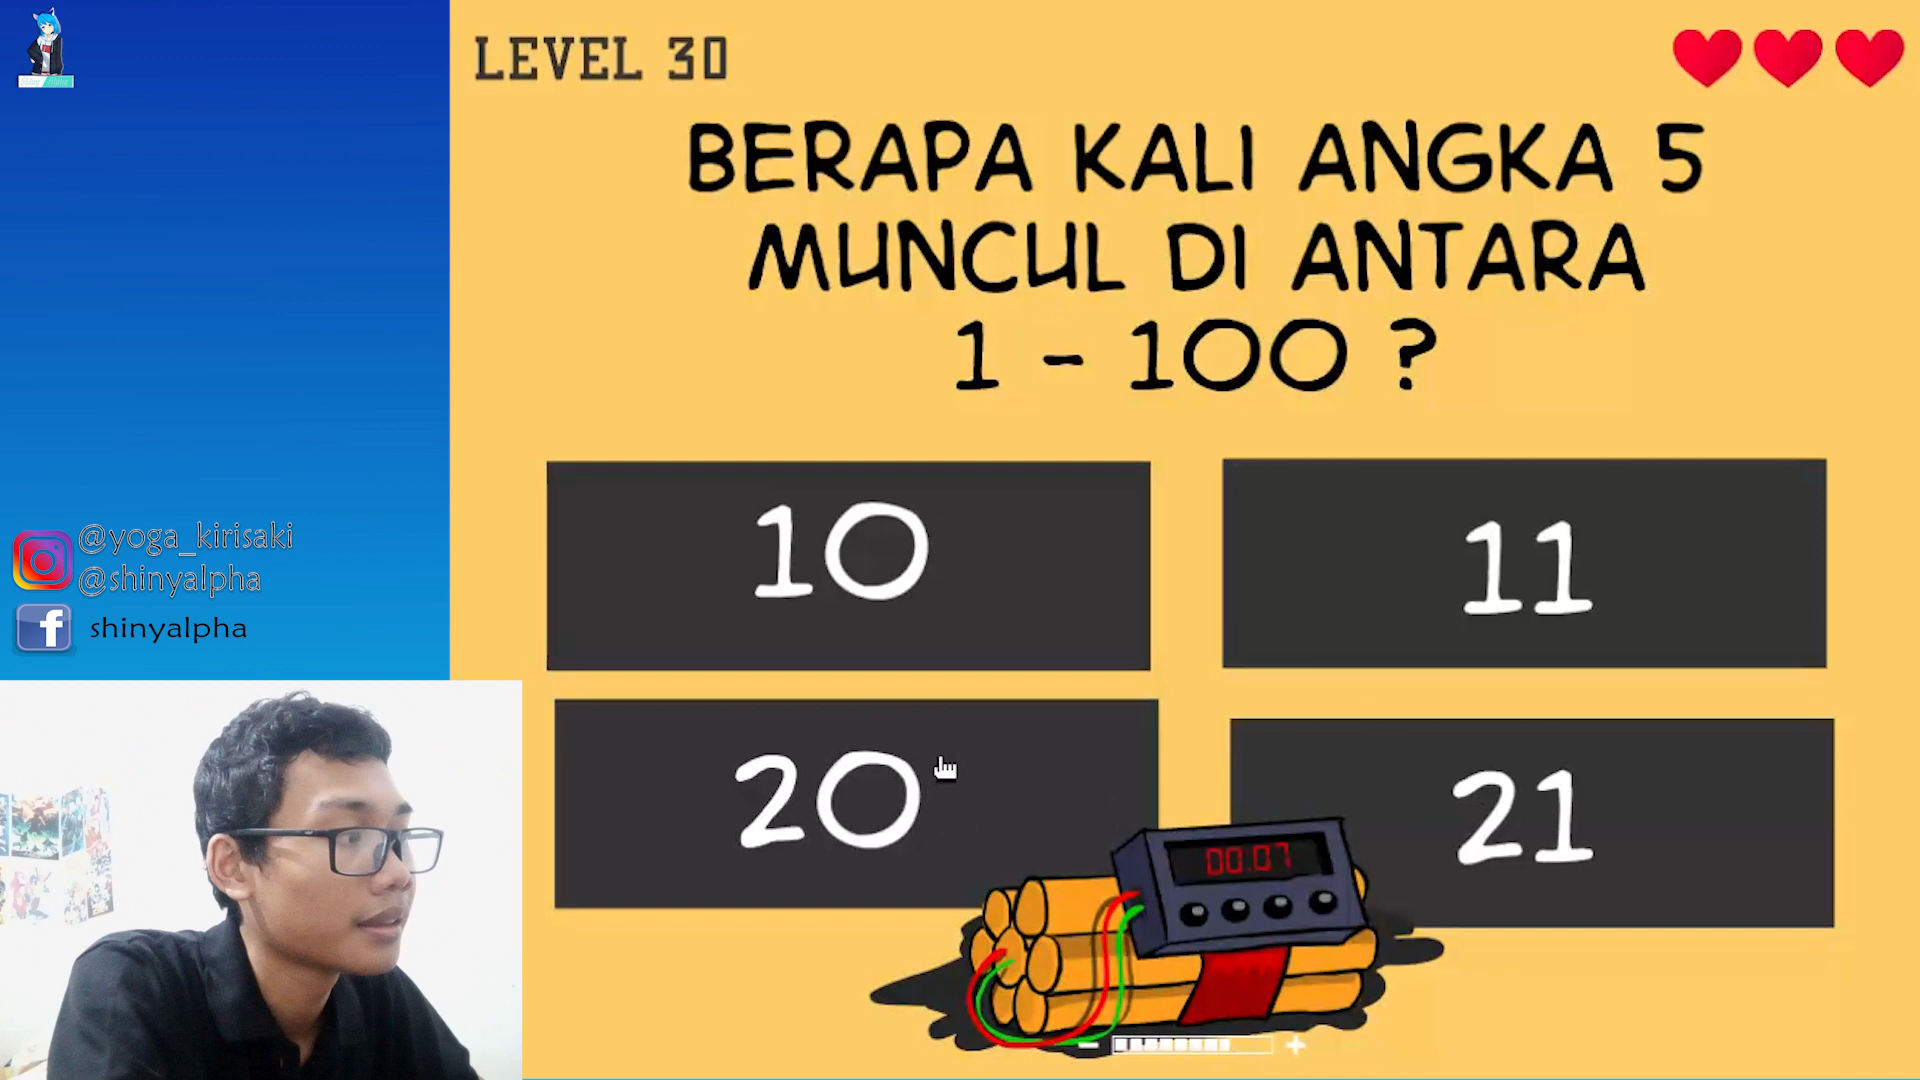 LEVEL 30
BERAPA KALI ANGKA 5
MUNCUL DI ANTARA
1 - 100 ?
10
11
20
21
00.07
- +
@yoga_kirisaki
@shinyalpha
shinyalpha